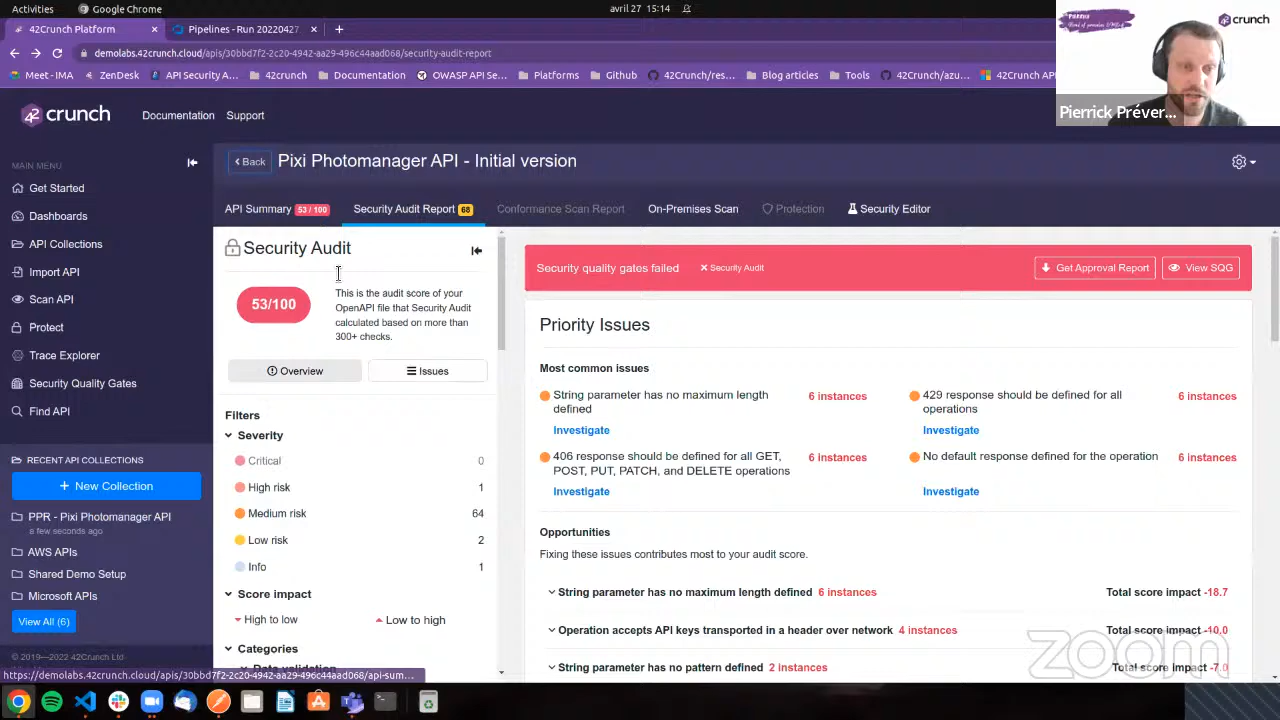 Activities
Google Chrome
avril 27 15:14
42Crunch Platform
Pipelines - Run 20220427
demolabs.42crunch.cloud/apis/30bbd7f2-2c20-4942-aa29-496c44aad068/security-audit-report
Meet - IMA
ZenDesk
API Security A...
42crunch
Documentation
OWASP API Se...
Platforms
Github
42Crunch/res...
Blog articles
Tools
42Crunch/azu...
42Crunch API
42 crunch
Pierrick Préver...
42 crunch
Documentation
Support
MAIN MENU
Get Started
Dashboards
API Collections
Import API
Scan API
Protect
Trace Explorer
Security Quality Gates
Find API
RECENT API COLLECTIONS
+ New Collection
PPR - Pixi Photomanager API
a few seconds ago
AWS APIs
Shared Demo Setup
Microsoft APIs
View All (6)
© 2019—2022 42Crunch Ltd
Back
Pixi Photomanager API - Initial version
API Summary 53 / 100
Security Audit Report 68
Conformance Scan Report
On-Premises Scan
Protection
Security Editor
Security Audit
53/100
This is the audit score of your
OpenAPI file that Security Audit
calculated based on more than
300+ checks.
Overview
Issues
Filters
Severity
Critical 0
High risk 1
Medium risk 64
Low risk 2
Info 1
Score impact
High to low
Low to high
Categories
Data validation
Security quality gates failed
Security Audit
Get Approval Report
View SQG
Priority Issues
Most common issues
String parameter has no maximum length
defined
6 instances
Investigate
429 response should be defined for all
operations
6 instances
Investigate
406 response should be defined for all GET,
POST, PUT, PATCH, and DELETE operations
6 instances
Investigate
No default response defined for the operation
6 instances
Investigate
Opportunities
Fixing these issues contributes most to your audit score.
String parameter has no maximum length defined 6 instances
Total score impact -18.7
Operation accepts API keys transported in a header over network 4 instances
Total score impact -10.0
String parameter has no pattern defined 2 instances
Total score impact -7.0
zoom
https://demolabs.42crunch.cloud/apis/30bbd7f2-2c20-4942-aa29-496c44aad068/api-sum...